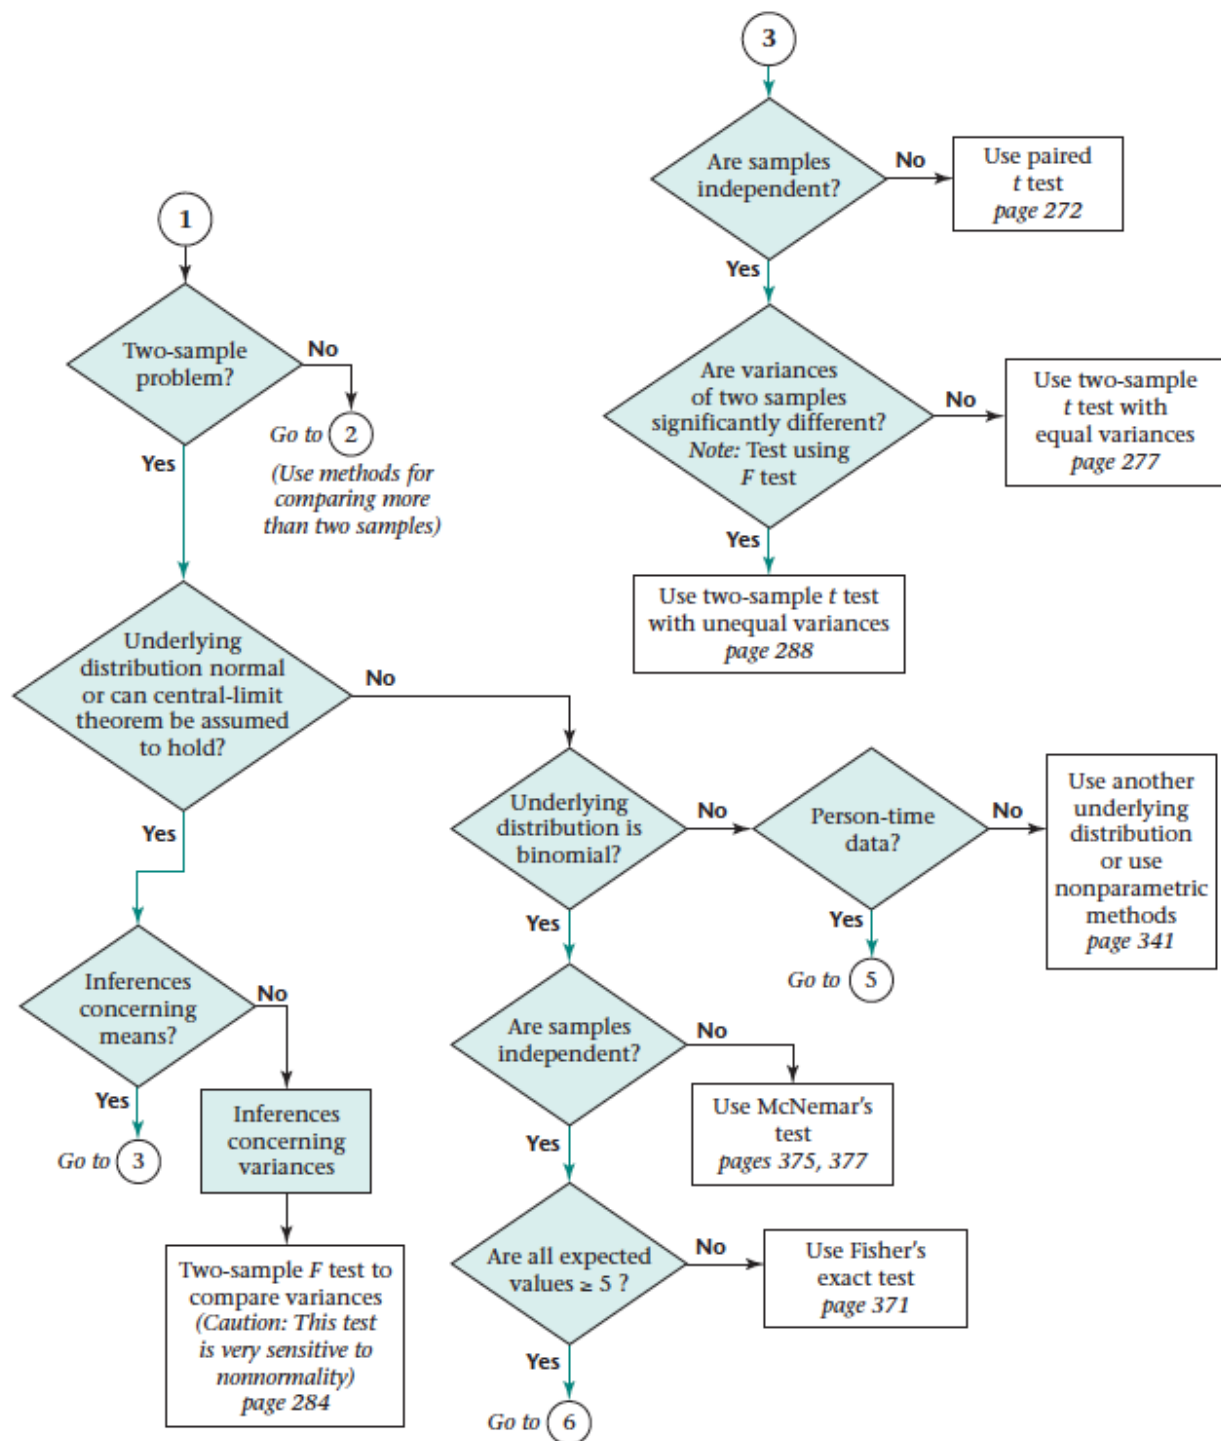 1
Two-sample
problem?
No
Go to 2
(Use methods for
comparing more
than two samples)
Yes
Underlying
distribution normal
or can central-limit
theorem be assumed
to hold?
No
Yes
Inferences
concerning
means?
No
Yes
Go to 3
Inferences
concerning
variances
Two-sample F test to
compare variances
(Caution: This test
is very sensitive to
nonnormality)
page 284
Underlying
distribution is
binomial?
No
Person-time
data?
No
Use another
underlying
distribution
or use
nonparametric
methods
page 341
Yes
Go to 5
Yes
Are samples
independent?
No
Use McNemar's
test
pages 375, 377
Yes
Are all expected
values ≥ 5 ?
No
Use Fisher's
exact test
page 371
Yes
Go to 6
3
Are samples
independent?
No
Use paired
t test
page 272
Yes
Are variances
of two samples
significantly different?
Note: Test using
F test
No
Use two-sample
t test with
equal variances
page 277
Yes
Use two-sample t test
with unequal variances
page 288